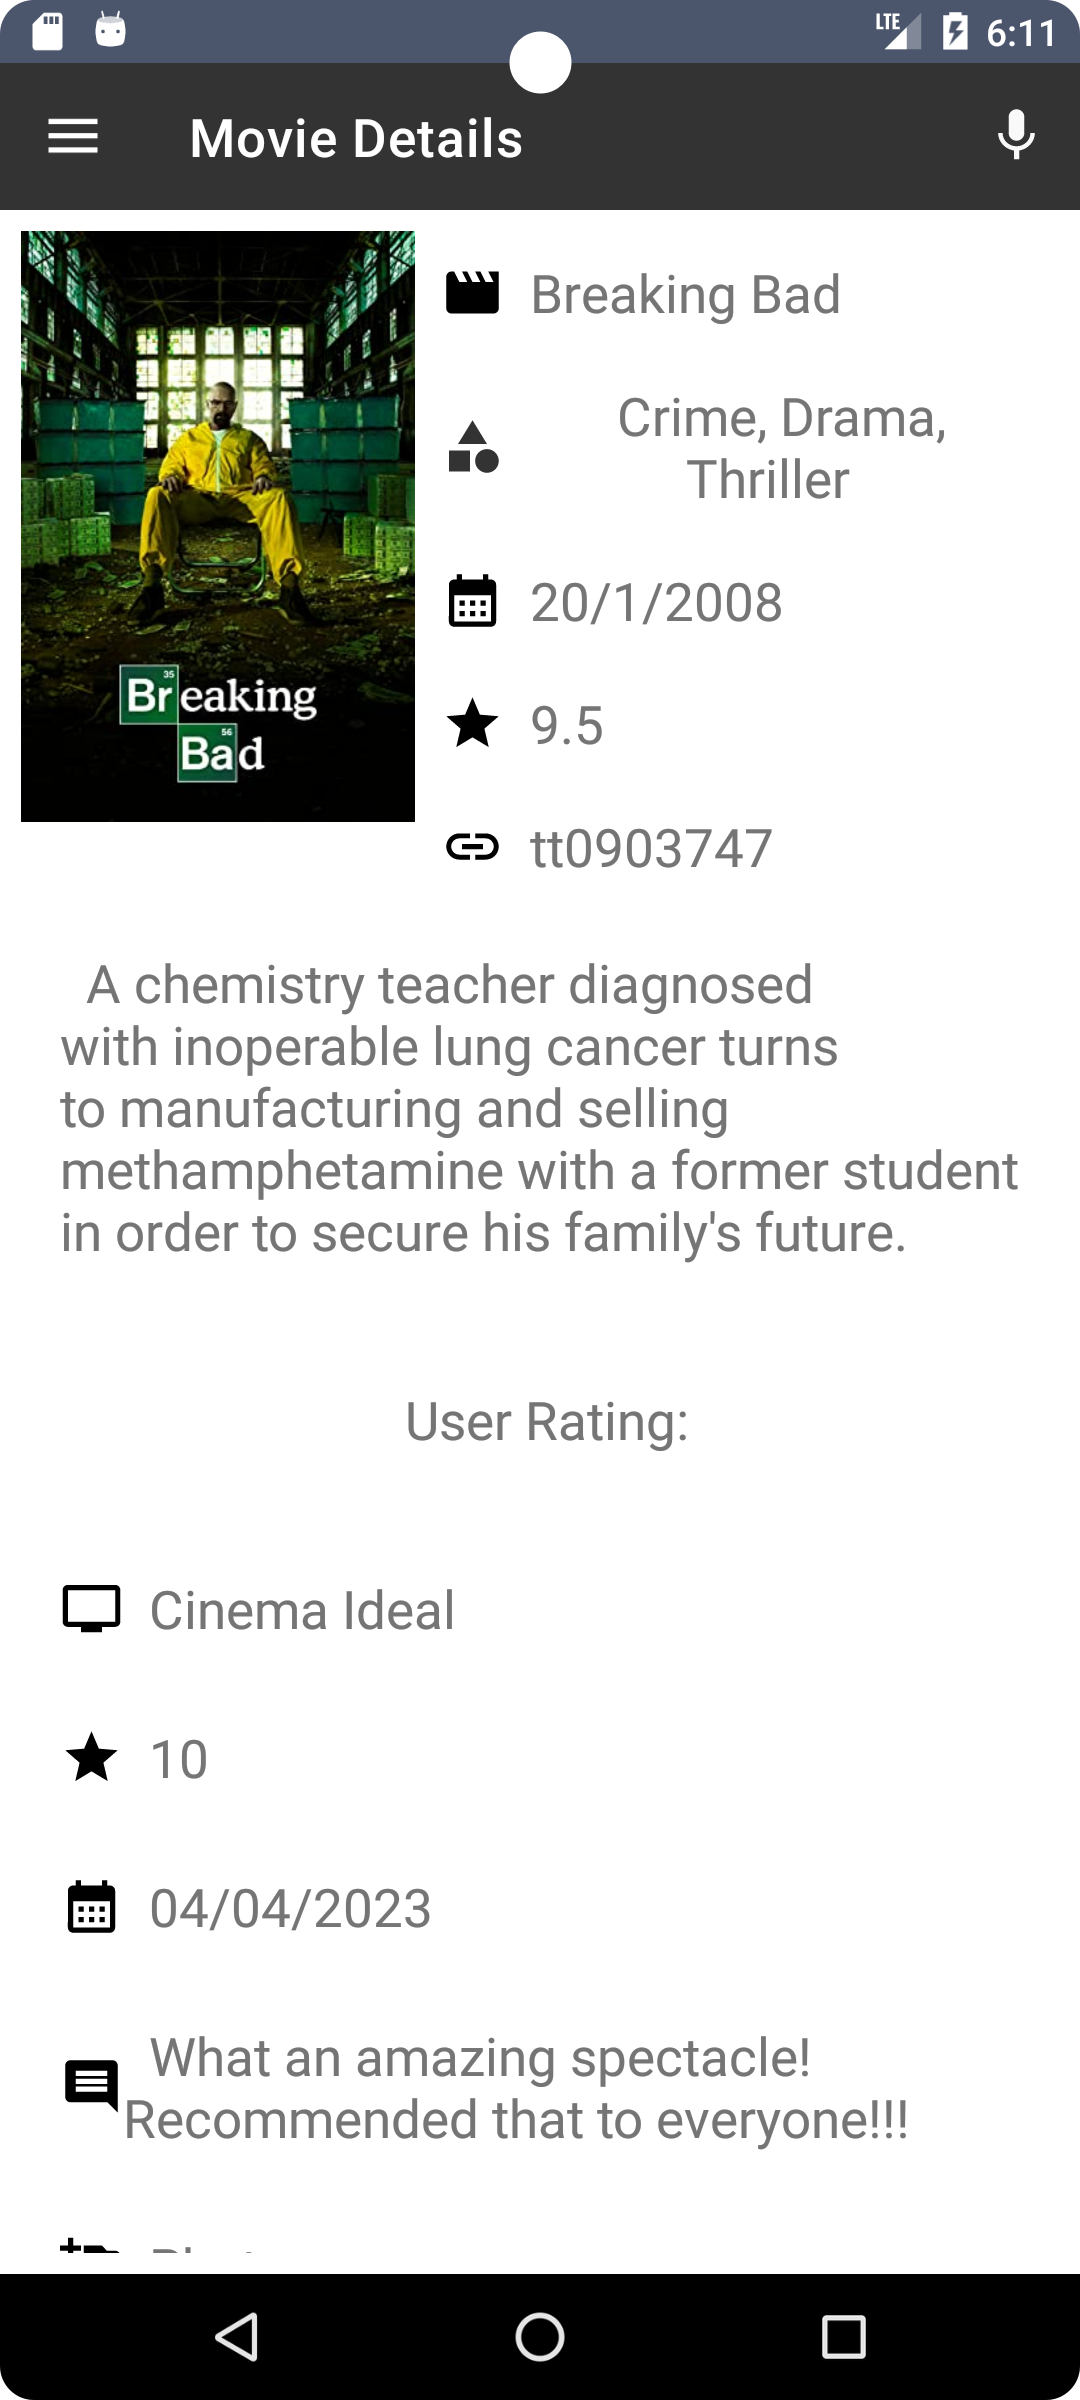 LTE 6:11
Movie Details
Breaking Bad
Crime, Drama,
Thriller
20/1/2008
9.5
tt0903747
35
Breaking
56
Bad
A chemistry teacher diagnosed
with inoperable lung cancer turns
to manufacturing and selling
methamphetamine with a former student
in order to secure his family's future.
User Rating:
Cinema Ideal
10
04/04/2023
What an amazing spectacle!
Recommended that to everyone!!!